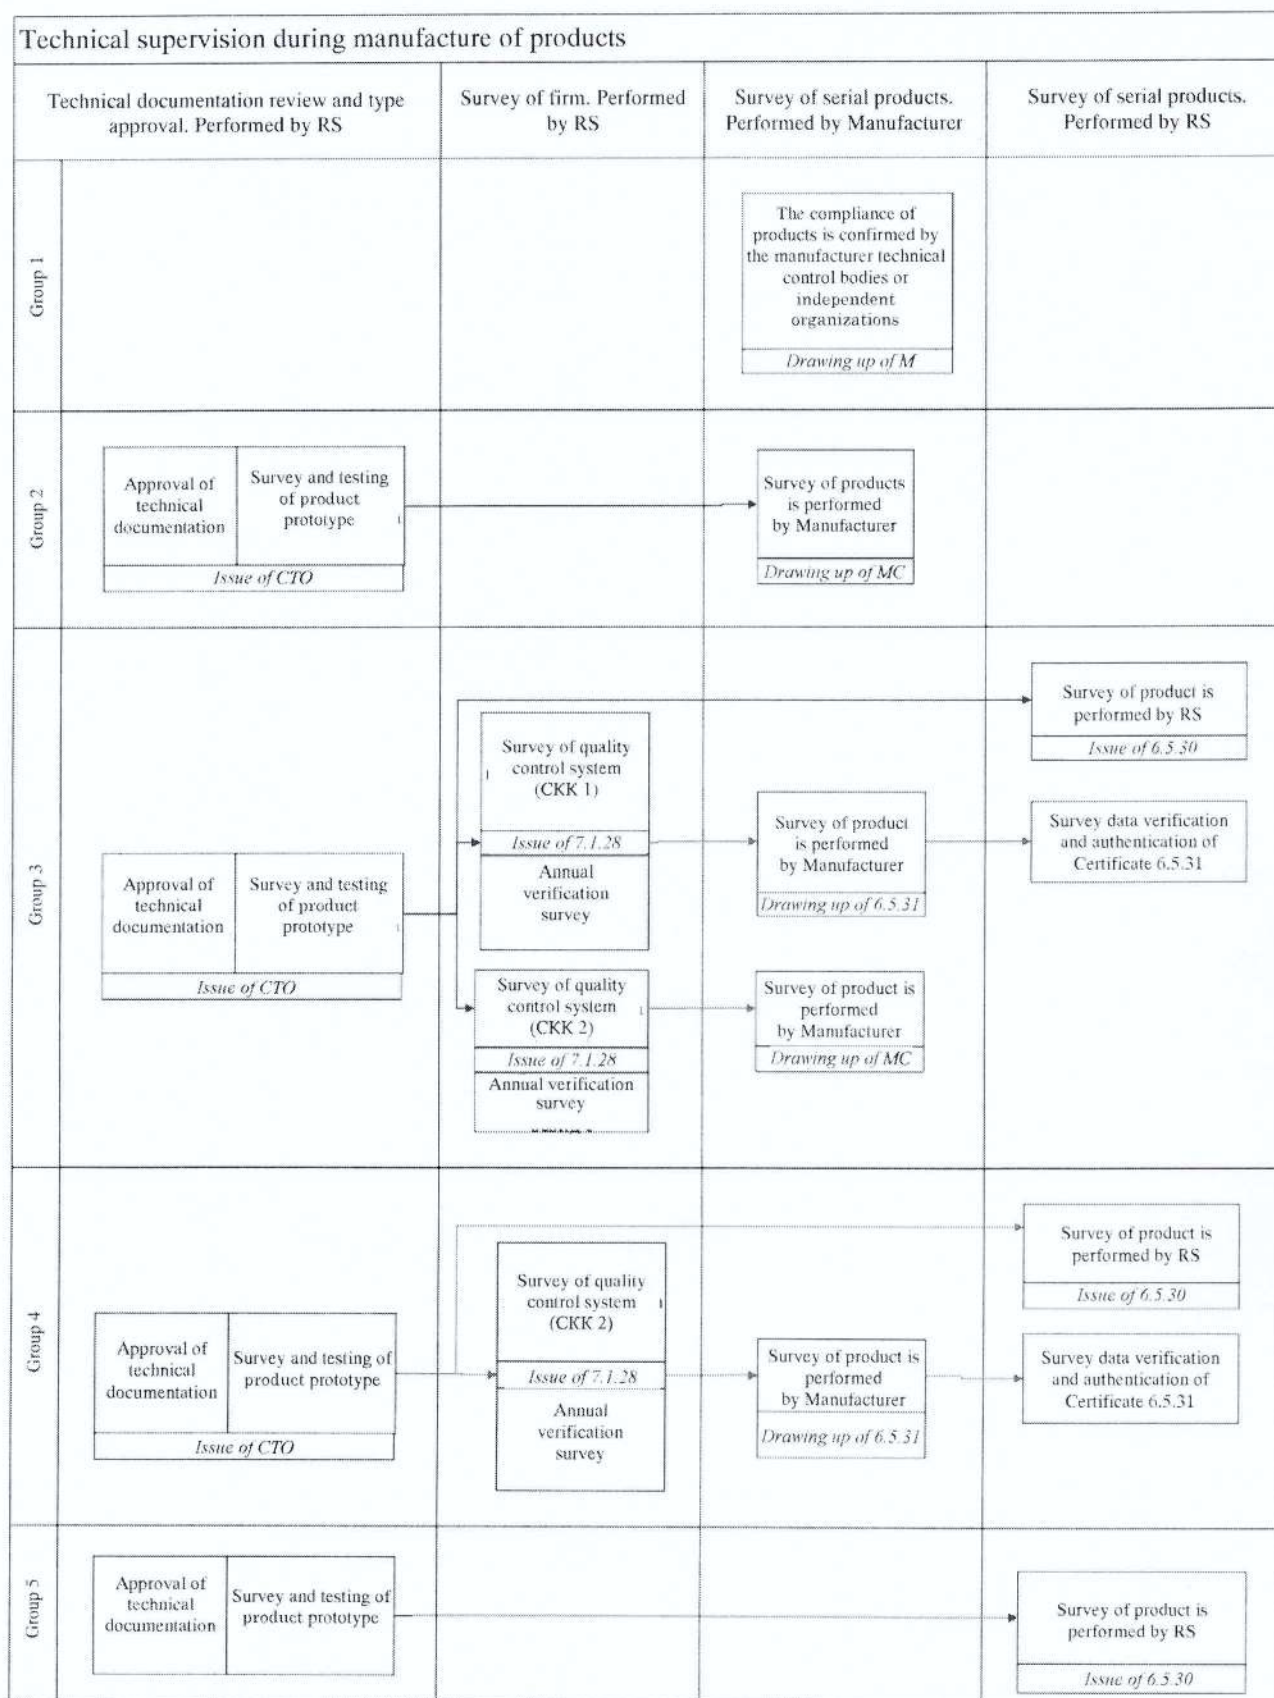 Technical supervision during manufacture of products
Technical documentation review and type
approval. Performed by RS
Survey of firm. Performed
by RS
Survey of serial products.
Performed by Manufacturer
Survey of serial products.
Performed by RS
Group 1
The compliance of
products is confirmed by
the manufacturer technical
control bodies or
independent
organizations
Drawing up of M
Group 2
Approval of
technical
documentation
Survey and testing
of product
prototype
Issue of CTO
Survey of products
is performed
by Manufacturer
Drawing up of MC
Group 3
Approval of
technical
documentation
Survey and testing
of product
prototype
Issue of CTO
Survey of quality
control system
(CKK 1)
Issue of 7.1.28
Annual
verification
survey
Survey of quality
control system
(CKK 2)
Issue of 7.1.28
Annual verification
survey
Survey of product
is performed
by Manufacturer
Drawing up of 6.5.31
Survey of product is
performed
by Manufacturer
Drawing up of MC
Survey of product is
performed by RS
Issue of 6.5.30
Survey data verification
and authentication of
Certificate 6.5.31
Group 4
Approval of
technical
documentation
Survey and testing of
product prototype
Issue of CTO
Survey of quality
control system
(CKK 2)
Issue of 7.1.28
Annual
verification
survey
Survey of product is
performed
by Manufacturer
Drawing up of 6.5.31
Survey of product is
performed by RS
Issue of 6.5.30
Survey data verification
and authentication of
Certificate 6.5.31
Group 5
Approval of
technical
documentation
Survey and testing of
product prototype
Survey of product is
performed by RS
Issue of 6.5.30